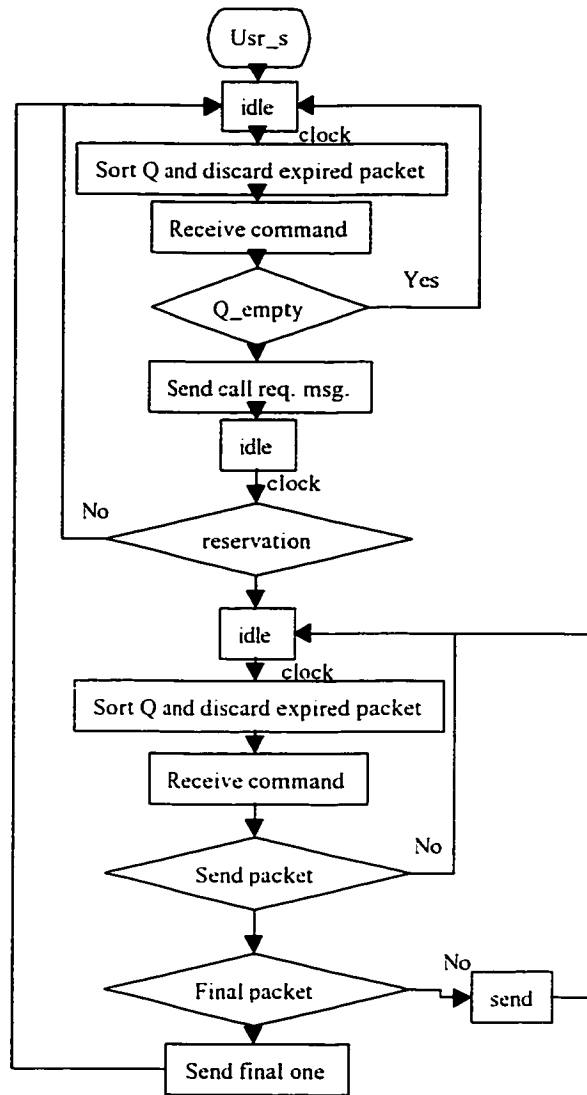 Usr_s
idle
clock
Sort Q and discard expired packet
Receive command
Yes
Q_empty
Send call req. msg.
idle
clock
No
reservation
idle
clock
Sort Q and discard expired packet
Receive command
No
Send packet
No
Final packet
send
Send final one